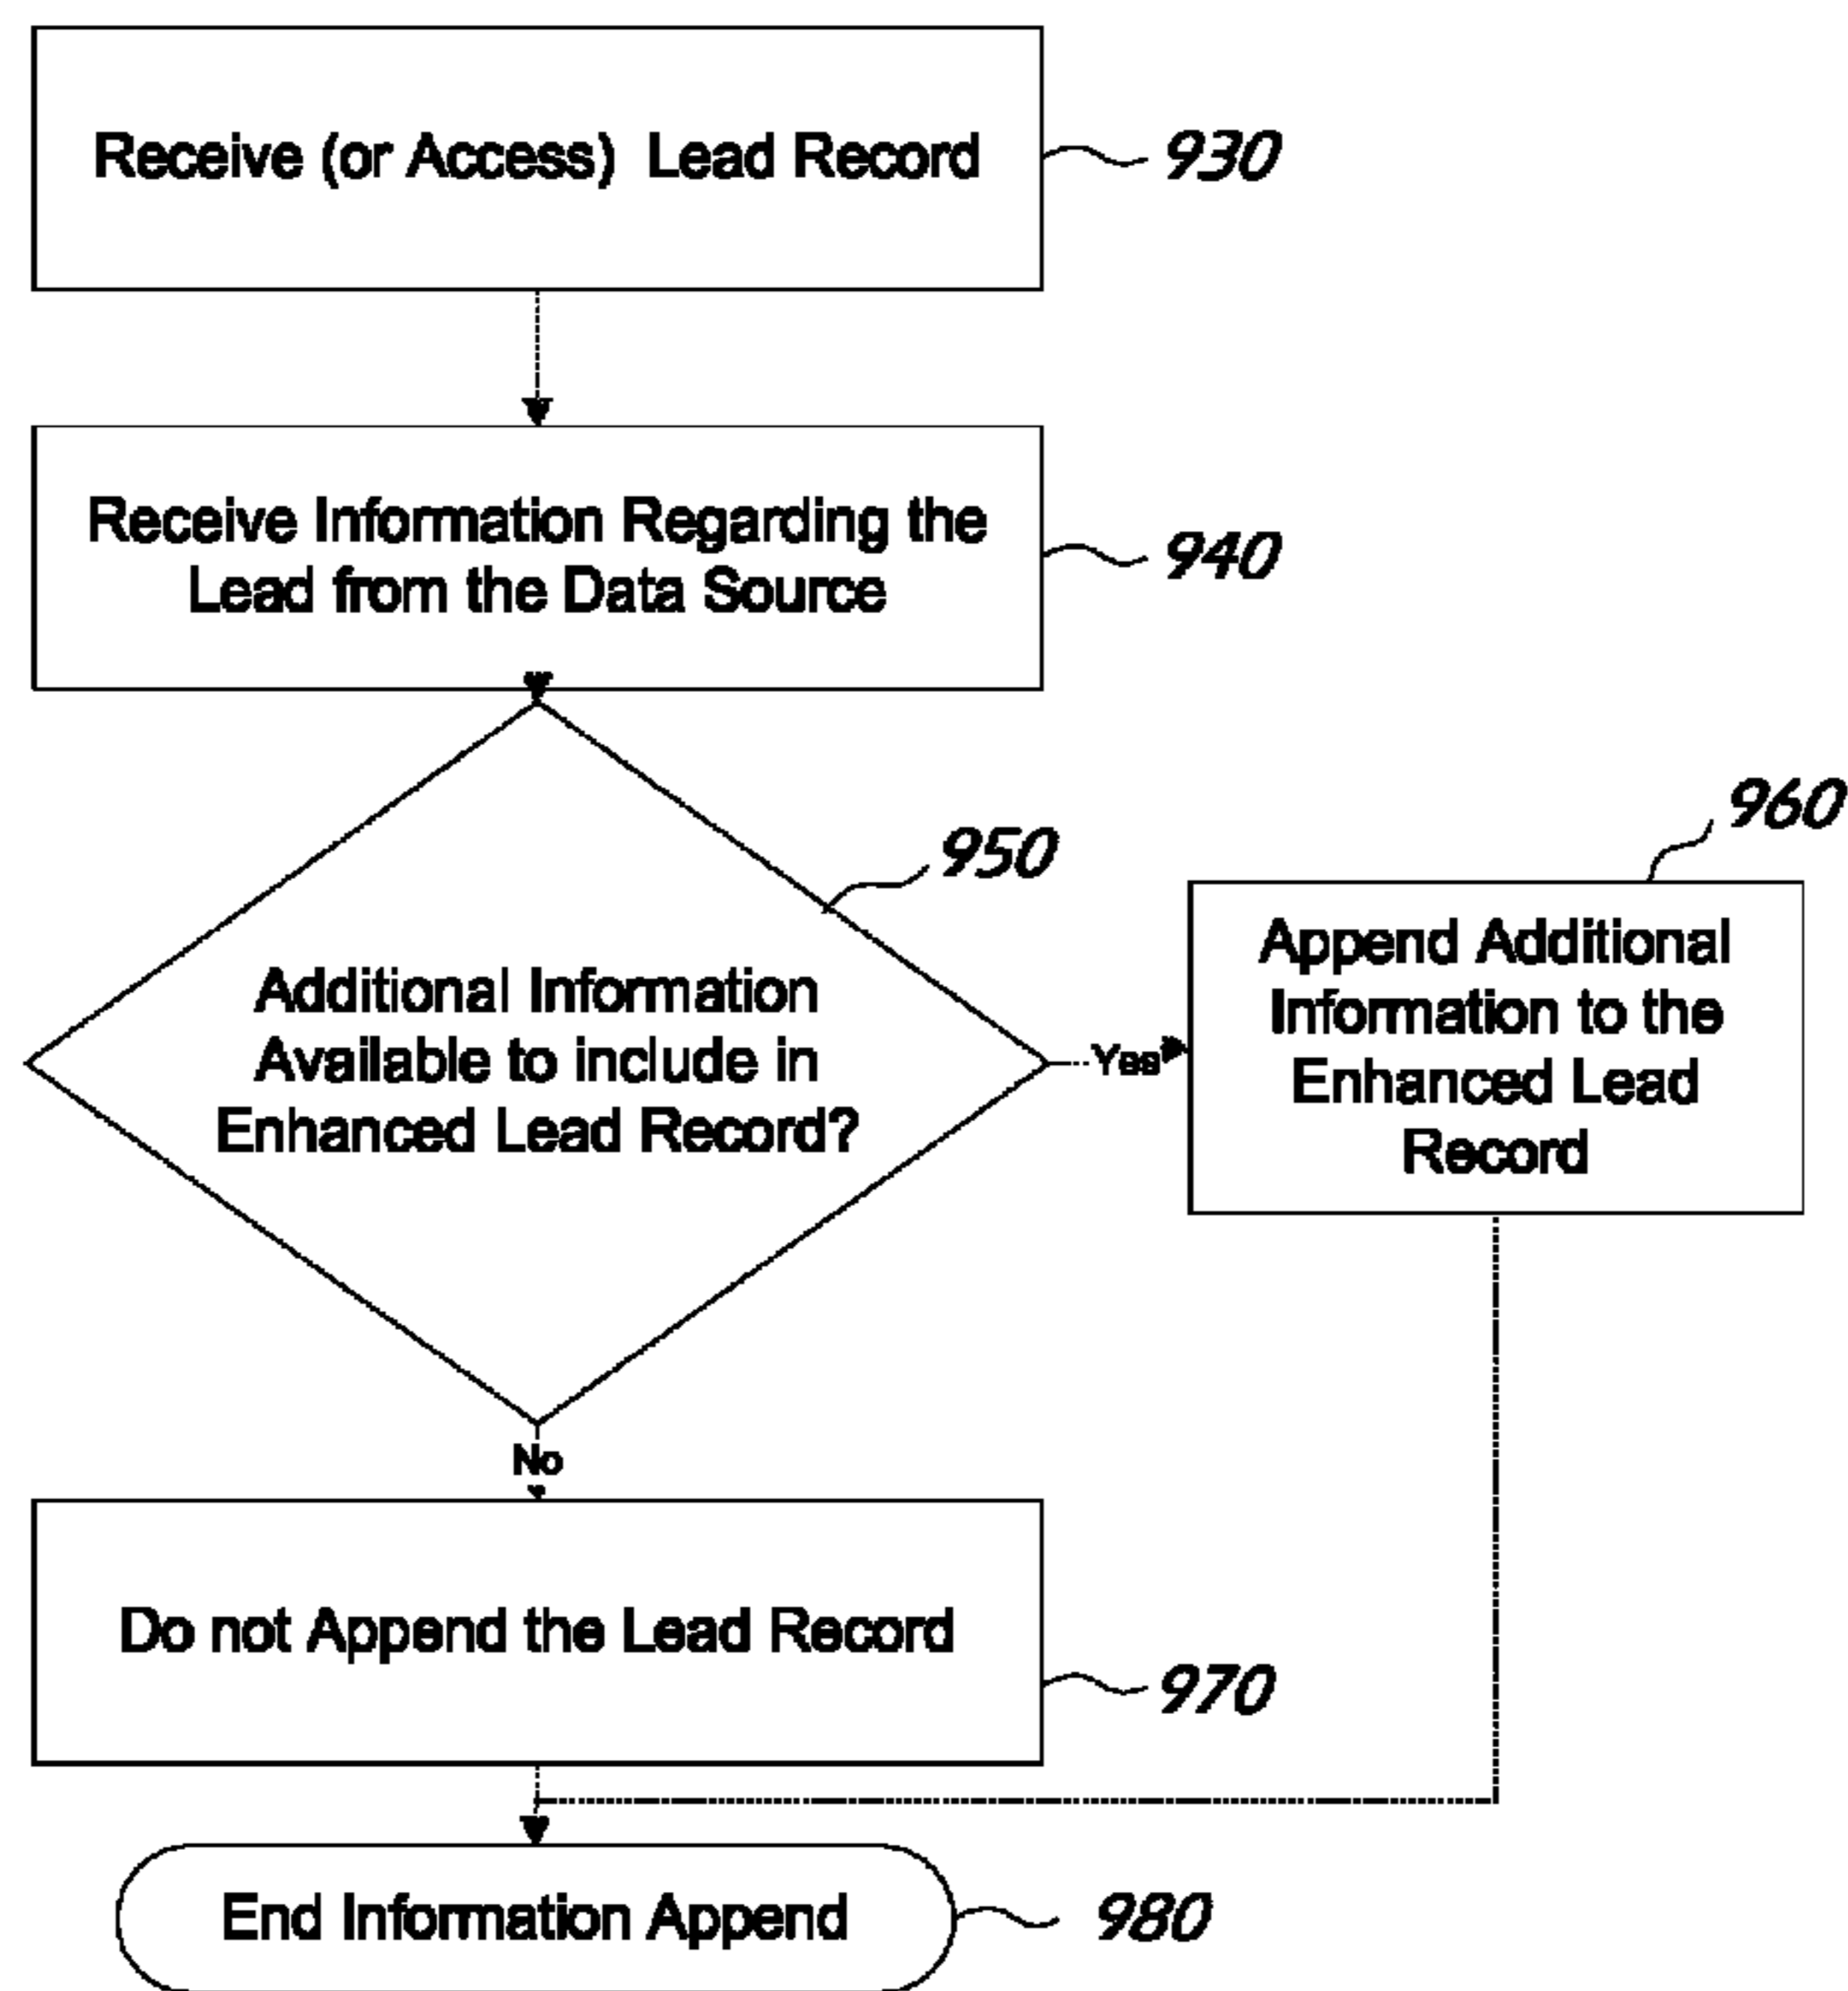 Receive (or Access) Lead Record
930
Receive Information Regarding the
Lead from the Data Source
940
950
960
Additional Information
Available to include in
Enhanced Lead Record?
Yes
Append Additional
Information to the
Enhanced Lead
Record
No
Do not Append the Lead Record
970
End Information Append
980